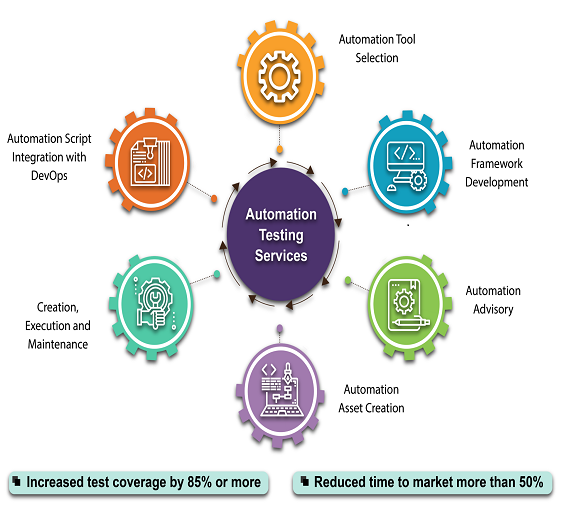 Automation Tool
Selection
Automation Script
Integration with
DevOps
Automation
Framework
Development
Automation
Testing
Services
Creation,
Execution and
Maintenance
Automation
Advisory
Automation
Asset Creation
Increased test coverage by 85% or more
Reduced time to market more than 50%